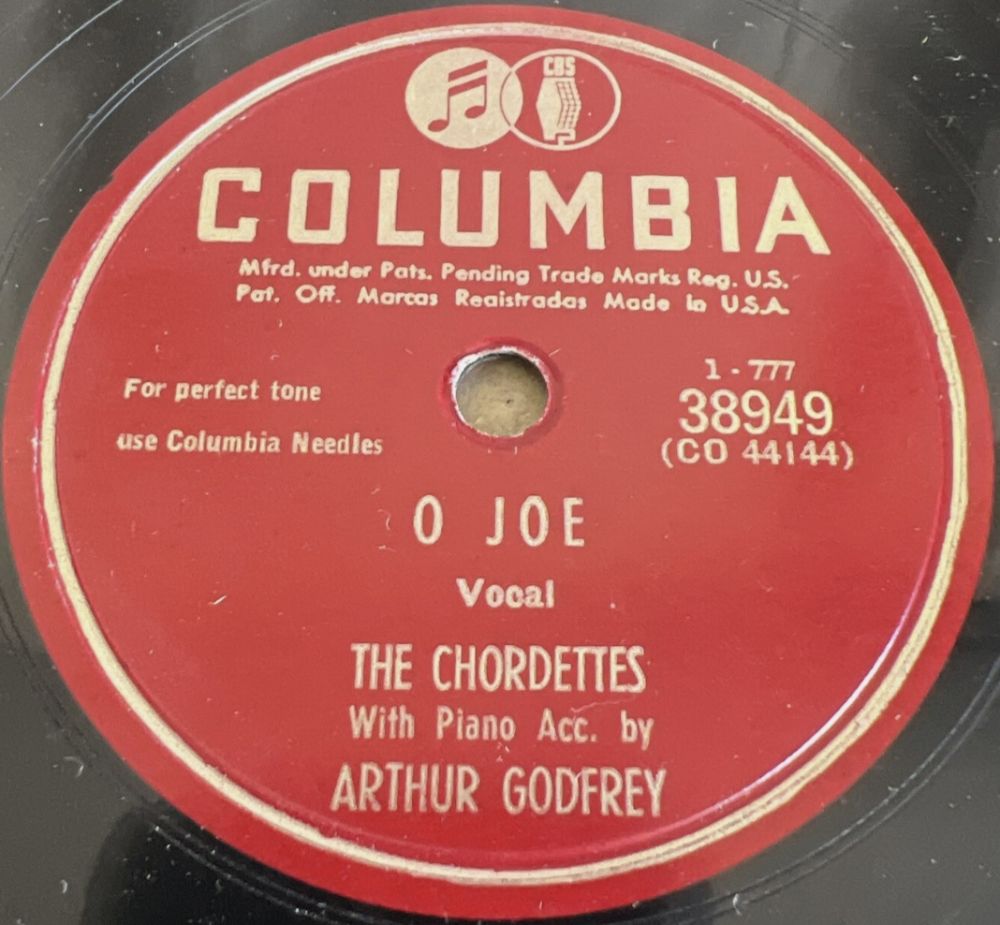 CBS
COLUMBIA
Mfrd. under Pats. Pending Trade Marks Reg. U.S.
Pat. Off. Marcas Registradas Made In U.S.A.
For perfect tone
use Columbia Needles
1-777
38949
(CO 44144)
O JOE
Vocal
THE CHORDETTES
With Piano Acc. by
ARTHUR GODFREY